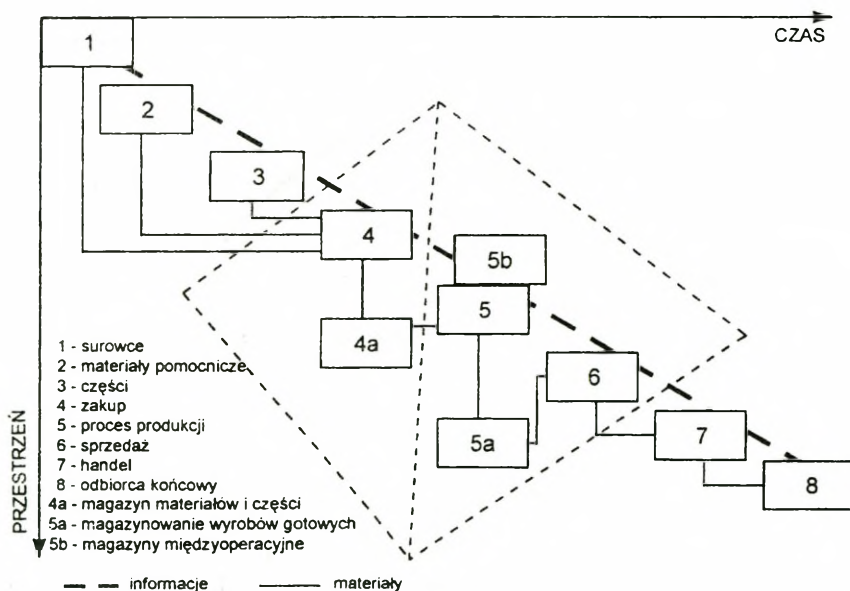 CZAS
1
2
3
4
5b
5
4a
6
5a
7
8
PRZESTRZEŃ
1 - surowce
2 - materiały pomocnicze
3 - części
4 - zakup
5 - proces produkcji
6 - sprzedaż
7 - handel
8 - odbiorca końcowy
4a - magazyn materiałów i części
5a - magazynowanie wyrobów gotowych
5b - magazyny międzyoperacyjne
informacje
materiały